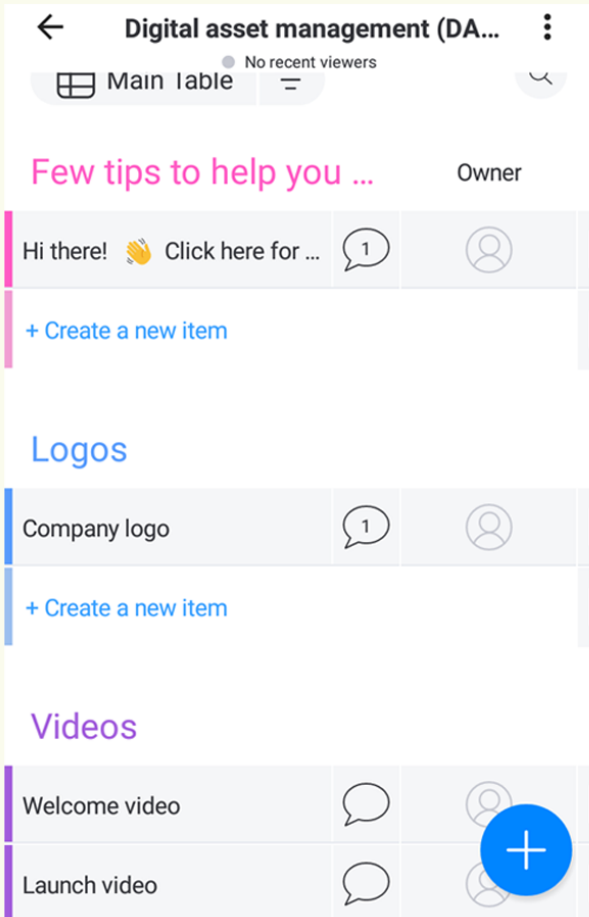 Digital asset management (DA...
No recent viewers
Main Table
Few tips to help you ...
Owner
Hi there! 👋 Click here for ...
1
+ Create a new item
Logos
Company logo
1
+ Create a new item
Videos
Welcome video
Launch video